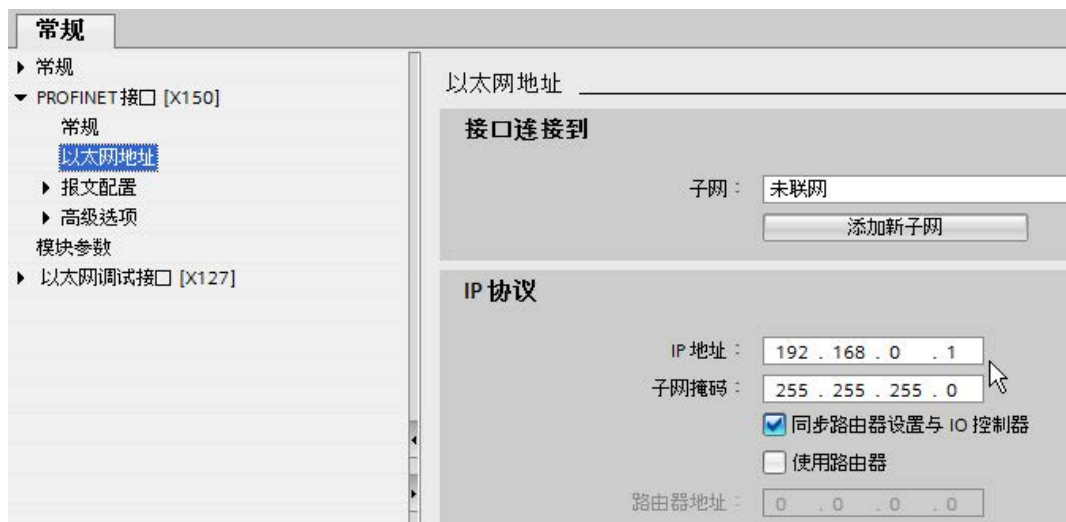 常规
常规
PROFINET接口 [X150]
常规
以太网地址
报文配置
高级选项
模块参数
以太网调试接口 [X127]
以太网地址
接口连接到
子网： 未联网
添加新子网
IP 协议
IP 地址： 192 . 168 . 0 . 1
子网掩码： 255 . 255 . 255 . 0
同步路由器设置与 IO 控制器
使用路由器
路由器地址： 0 . 0 . 0 . 0